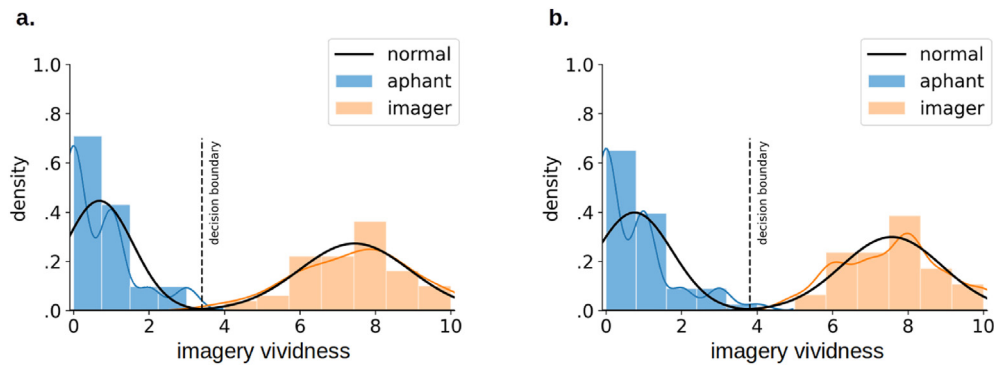 a.
normal
aphant
imager
1.0
.8
.6
.4
.2
.0
density
decision boundary
0 2 4 6 8 10
imagery vividness
b.
normal
aphant
imager
1.0
.8
.6
.4
.2
.0
density
decision boundary
0 2 4 6 8 10
imagery vividness